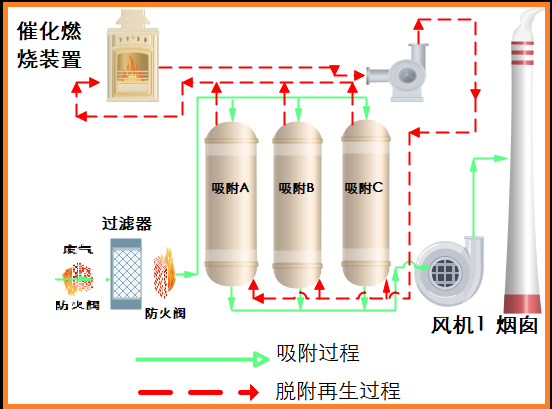 催化燃
烧装置
吸附A
吸附B
吸附C
过滤器
废气
防火阀
防火阀
风机1
烟囱
吸附过程
脱附再生过程